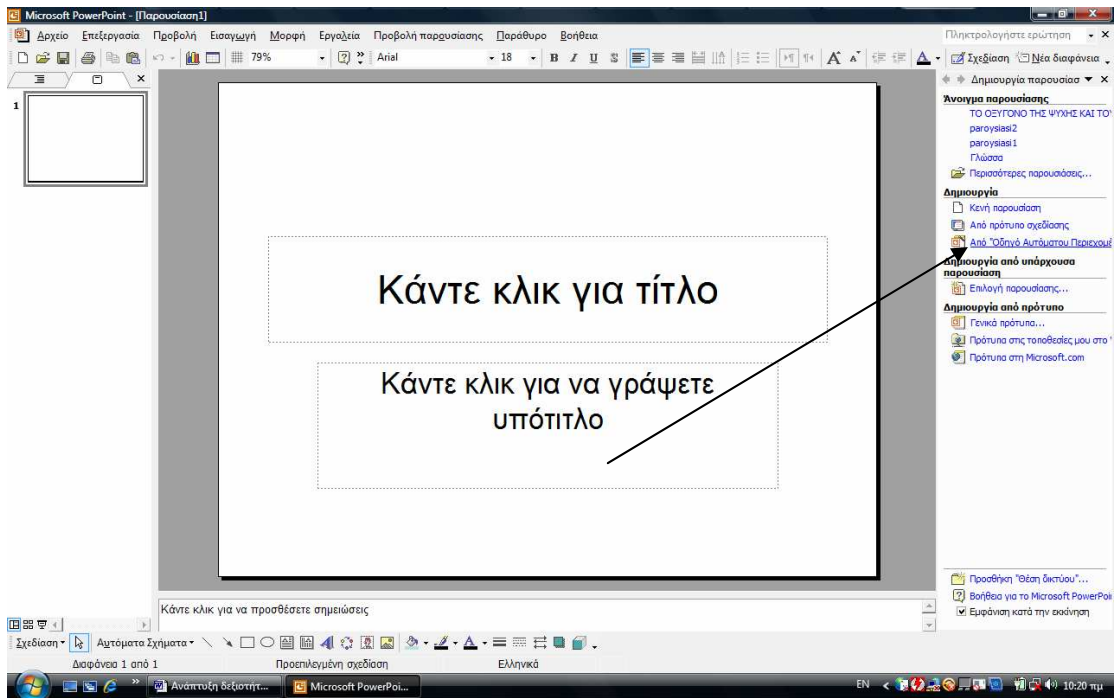 Microsoft PowerPoint - [Παρουσίαση1]
Αρχείο Επεξεργασία Προβολή Εισαγωγή Μορφή Εργαλεία Προβολή παρουσίασης Παράθυρο Βοήθεια
Πληκτρολογήστε ερώτηση
79% Arial 18 B I U S
Σχεδίαση Νέα διαφάνεια
Δημιουργία παρουσίασ
1
Άνοιγμα παρουσίασης
ΤΟ ΟΞΥΓΟΝΟ ΤΗΣ ΨΥΧΗΣ ΚΑΙ ΤΟΥ
paroysiasi2
paroysiasi1
Γλώσσα
Περισσότερες παρουσιάσεις...
Δημιουργία
Κενή παρουσίαση
Από πρότυπο σχεδίασης
Από "Οδηγό Αυτόματου Περιεχομέ
Δημιουργία από υπάρχουσα
παρουσίαση
Επιλογή παρουσίασης...
Δημιουργία από πρότυπο
Γενικά πρότυπα...
Πρότυπα στις τοποθεσίες μου στο
Πρότυπα στη Microsoft.com
Κάντε κλικ για τίτλο
Κάντε κλικ για να γράψετε
υπότιτλο
Προσθήκη "Θέση δικτύου"...
Βοήθεια για το Microsoft PowerPoi
Εμφάνιση κατά την εκκίνηση
Κάντε κλικ για να προσθέσετε σημειώσεις
Σχεδίαση Αυτόματα Σχήματα
Διαφάνεια 1 από 1 Προεπιλεγμένη σχεδίαση Ελληνικά
Ανάπτυξη δεξιοτήτ... Microsoft PowerPoi... EN 10:20 πμ